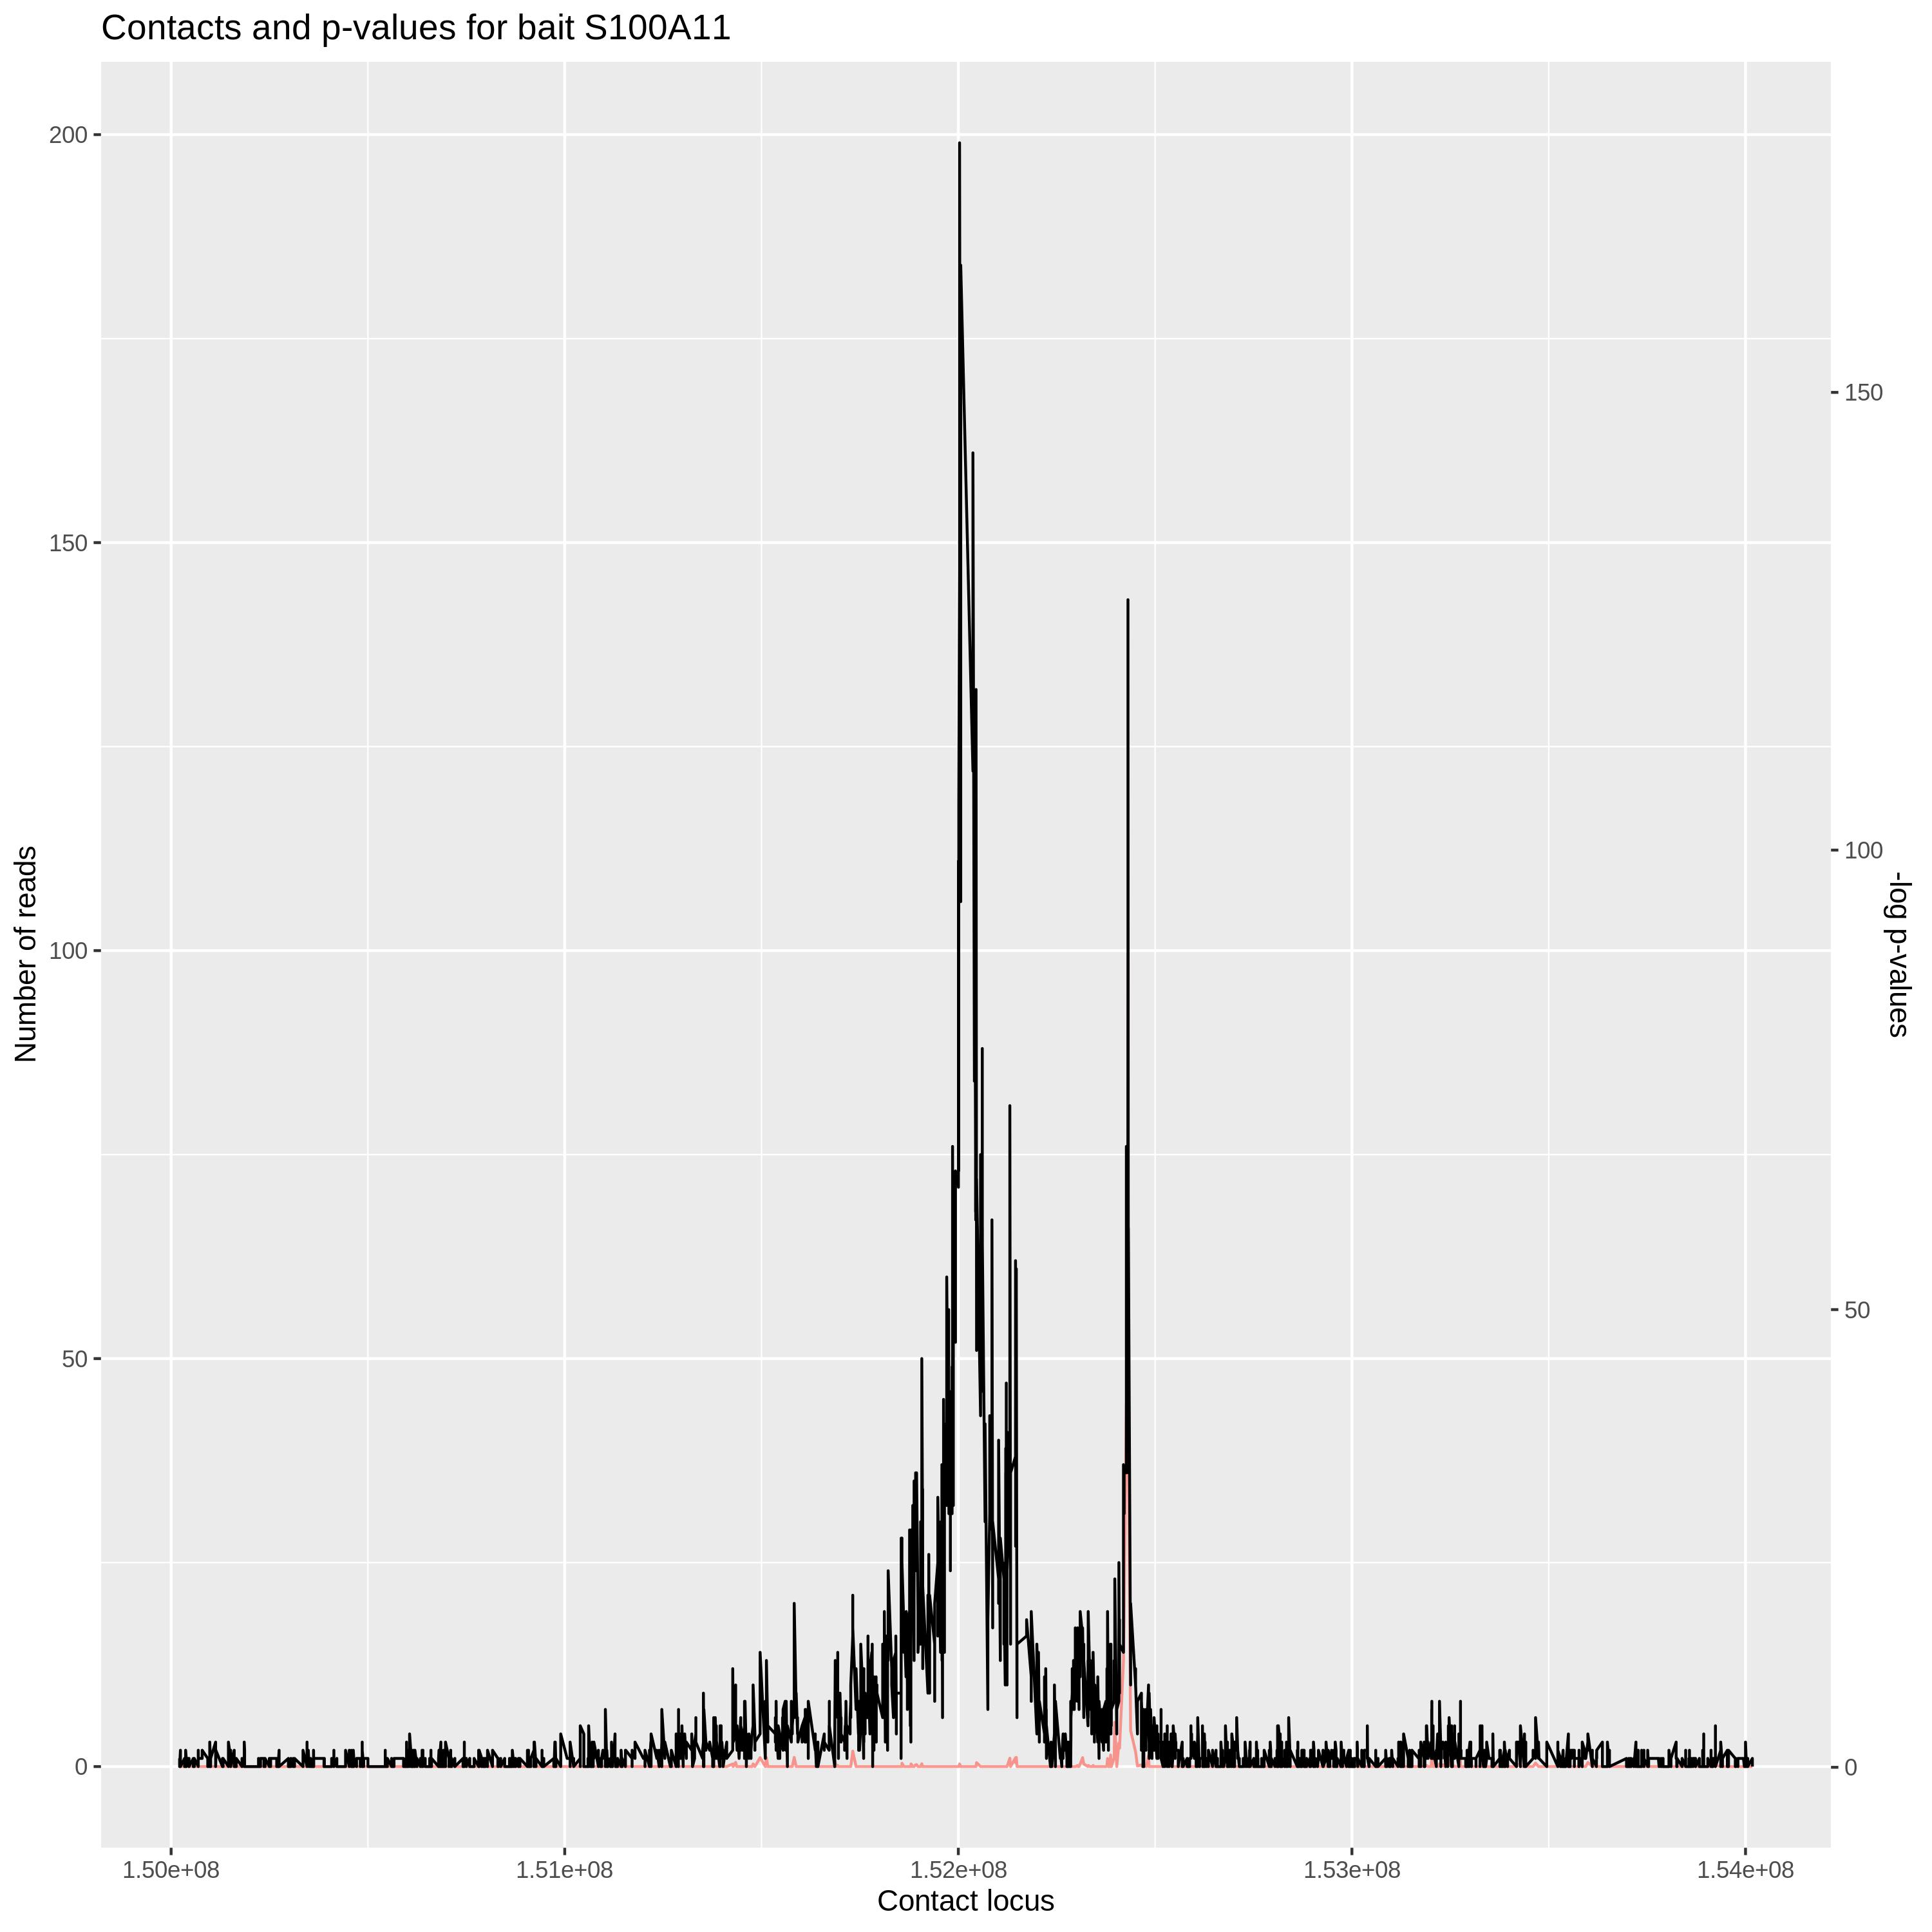 Contacts and p-values for bait S100A11
200
150
100
50
0
Number of reads
150
100
50
0
-log p-values
1.50e+08 1.51e+08 1.52e+08 1.53e+08 1.54e+08
Contact locus